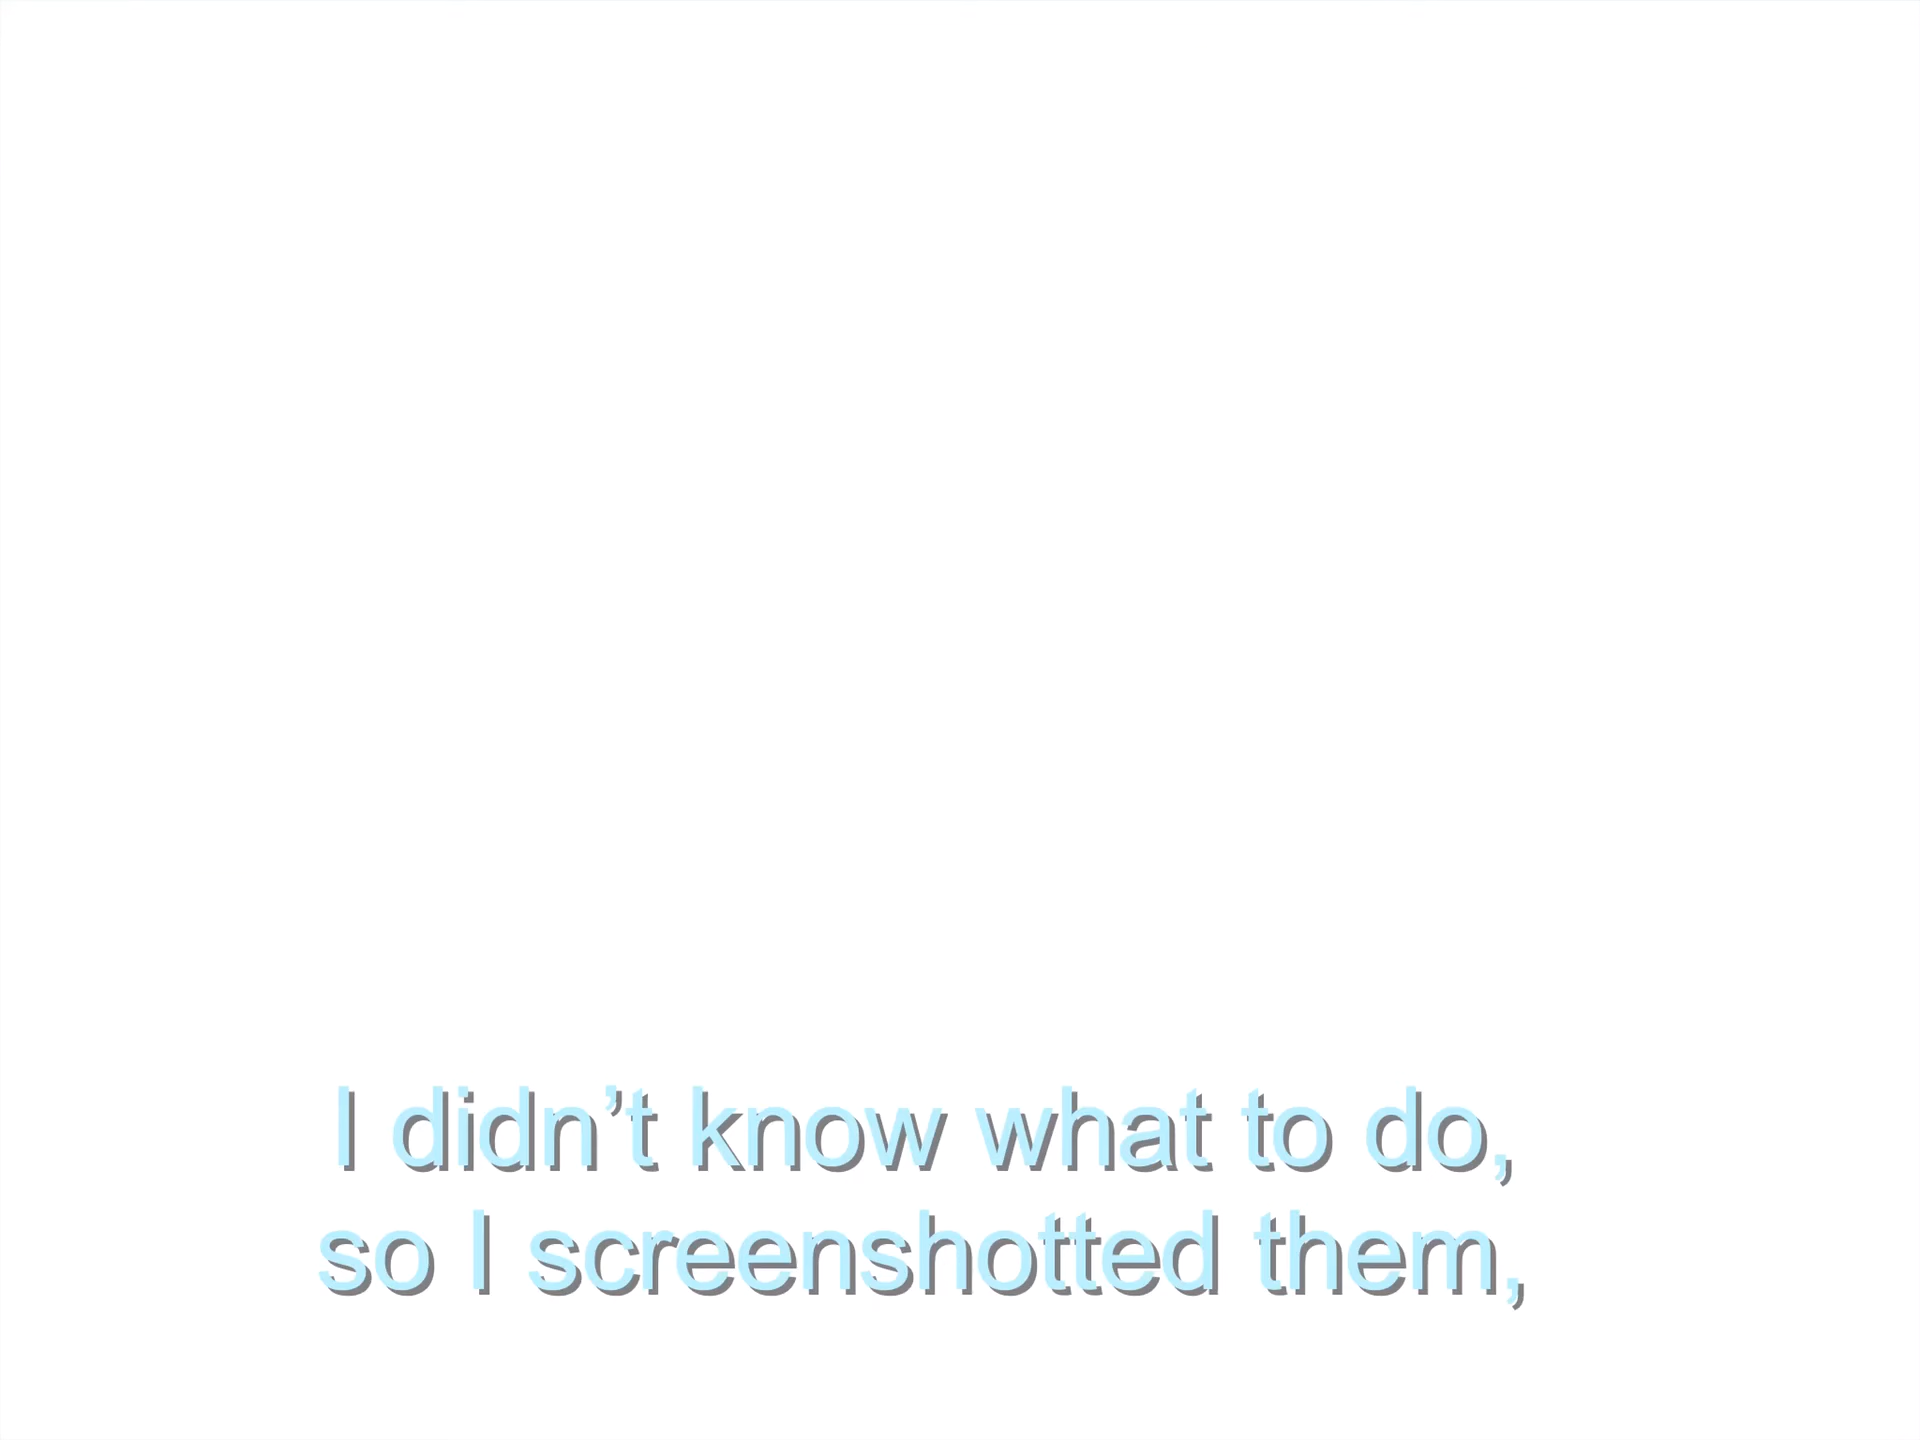 I didn’t know what to do,
so I screenshotted them,